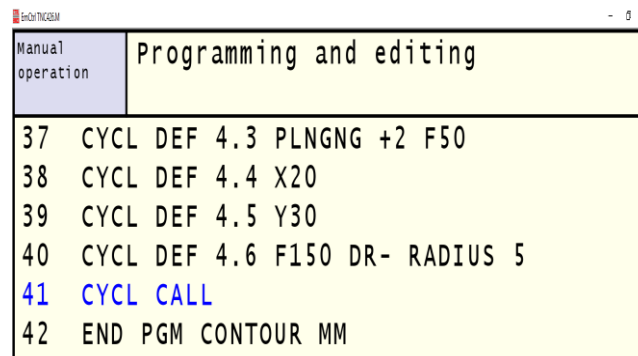 EmCtrl TNC426.M
Manual
operation
Programming and editing
37 CYCL DEF 4.3 PLNGNG +2 F50
38 CYCL DEF 4.4 X20
39 CYCL DEF 4.5 Y30
40 CYCL DEF 4.6 F150 DR- RADIUS 5
41 CYCL CALL
42 END PGM CONTOUR MM